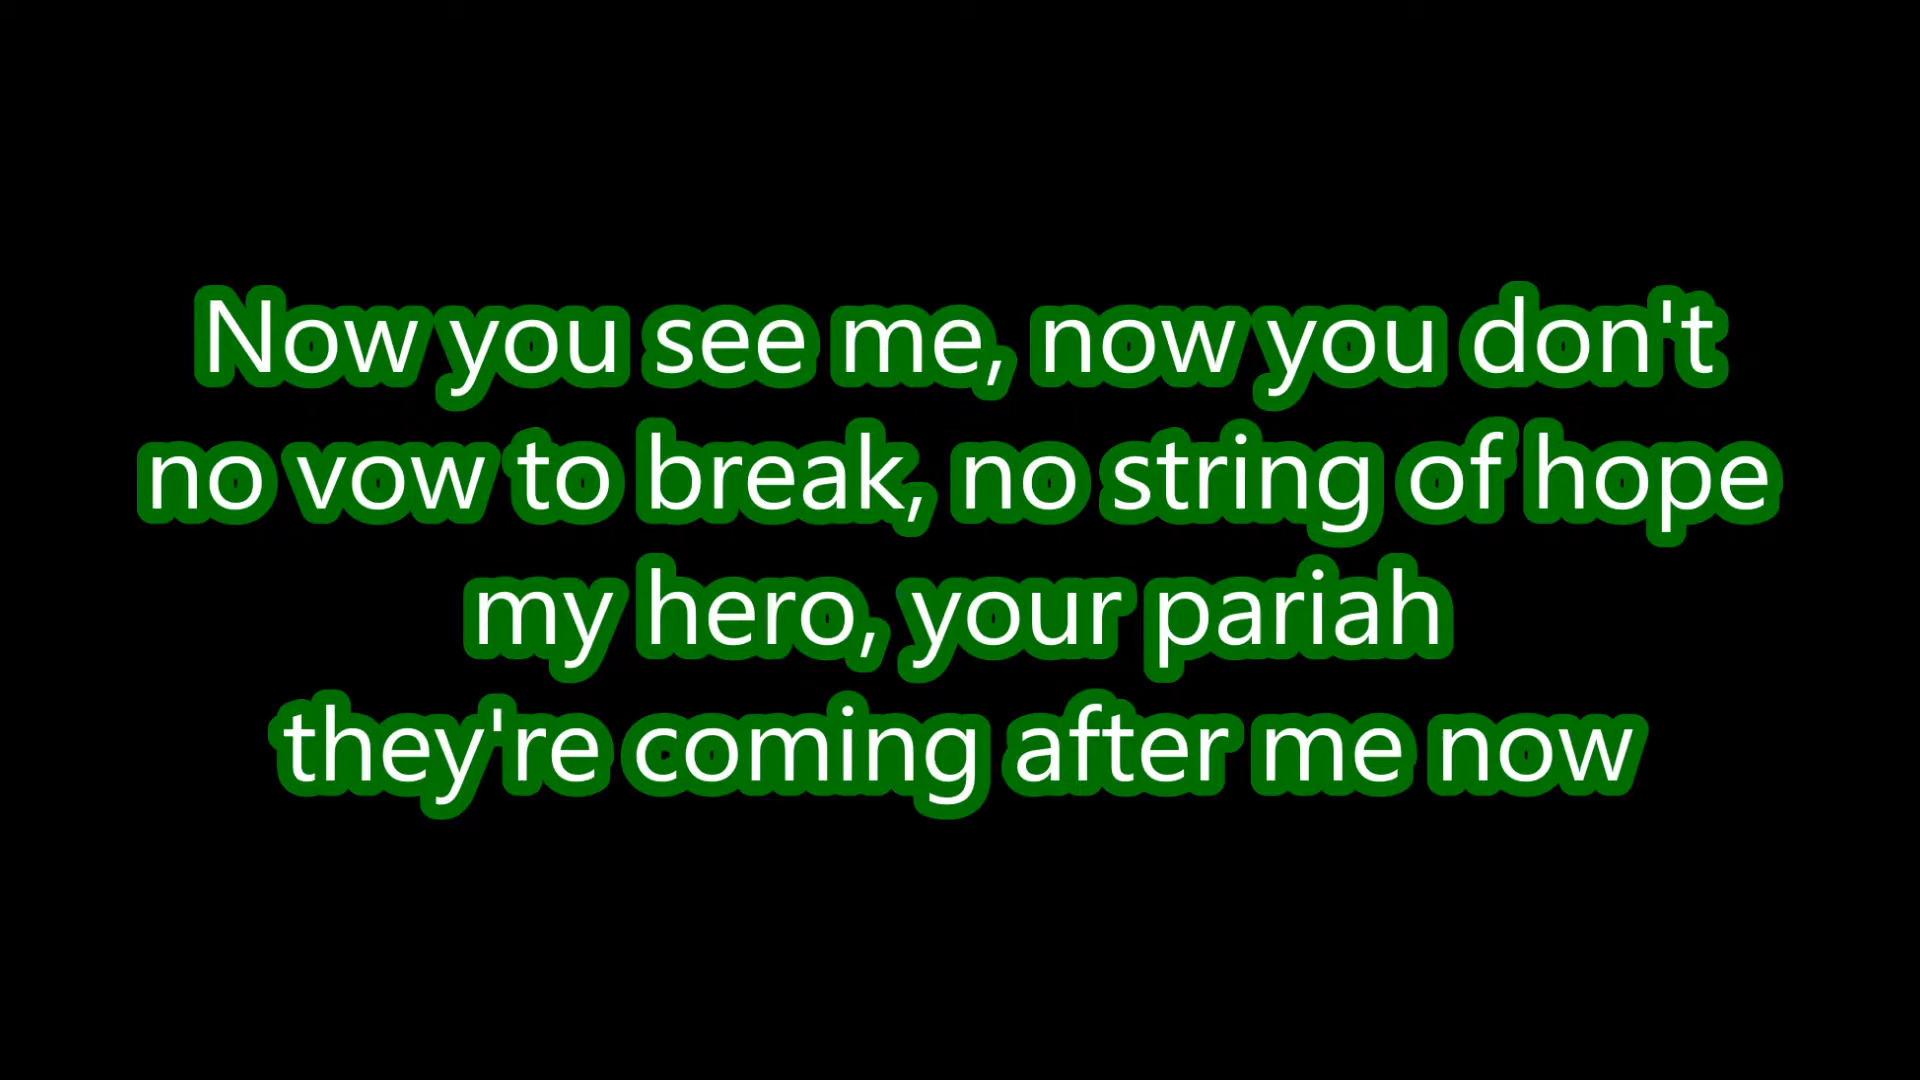 Now you see me, now you don't
no vow to break, no string of hope
my hero, your pariah
they're coming after me now